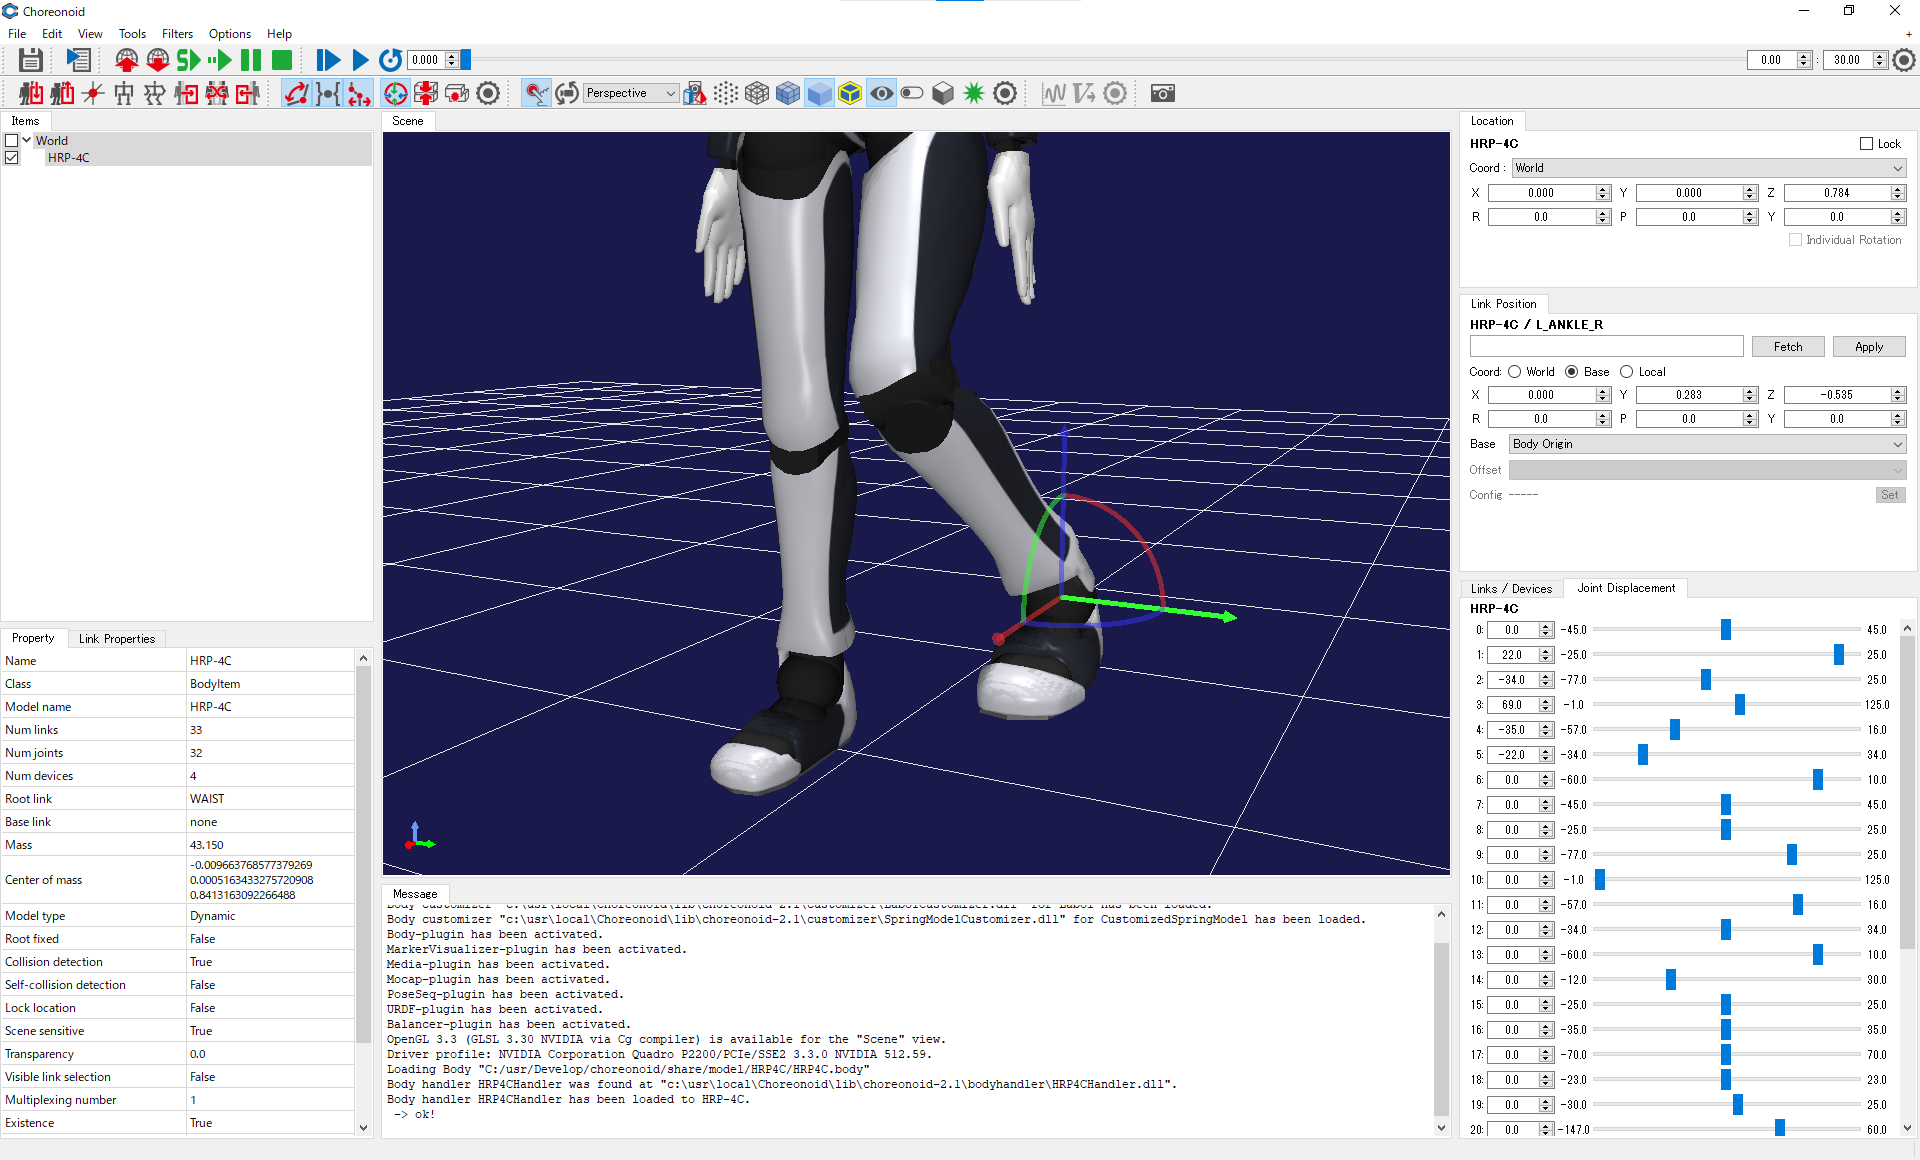 Choreonoid
File Edit View Tools Filters Options Help
0.000
0.00 : 30.00
Perspective
Items
World
HRP-4C
Scene
Location
HRP-4C
Lock
Coord : World
X 0.000 Y 0.000 Z 0.784
R 0.0 P 0.0 Y 0.0
Individual Rotation
Link Position
HRP-4C / L_ANKLE_R
Fetch Apply
Coord: World Base Local
X 0.000 Y 0.283 Z -0.535
R 0.0 P 0.0 Y 0.0
Base Body Origin
Offset
Config ----- Set
Links / Devices Joint Displacement
HRP-4C
0: 0.0 -45.0 45.0
1: 22.0 -25.0 25.0
2: -34.0 -77.0 25.0
3: 69.0 -1.0 125.0
4: -35.0 -57.0 16.0
5: -22.0 -34.0 34.0
6: 0.0 -60.0 10.0
7: 0.0 -45.0 45.0
8: 0.0 -25.0 25.0
9: 0.0 -77.0 25.0
10: 0.0 -1.0 125.0
11: 0.0 -57.0 16.0
12: 0.0 -34.0 34.0
13: 0.0 -60.0 10.0
14: 0.0 -12.0 30.0
15: 0.0 -25.0 25.0
16: 0.0 -35.0 35.0
17: 0.0 -70.0 70.0
18: 0.0 -23.0 23.0
19: 0.0 -30.0 25.0
20: 0.0 -147.0 60.0
Property Link Properties
Name HRP-4C
Class BodyItem
Model name HRP-4C
Num links 33
Num joints 32
Num devices 4
Root link WAIST
Base link none
Mass 43.150
Center of mass -0.009663768577379269
0.0005163433275720908
0.8413163092266488
Model type Dynamic
Root fixed False
Collision detection True
Self-collision detection False
Lock location False
Scene sensitive True
Transparency 0.0
Visible link selection False
Multiplexing number 1
Existence True
Message
Body customizer "c:\usr\local\Choreonoid\lib\choreonoid-2.1\customizer\SpringModelCustomizer.dll" for CustomizedSpringModel has been loaded.
Body-plugin has been activated.
MarkerVisualizer-plugin has been activated.
Media-plugin has been activated.
Mocap-plugin has been activated.
PoseSeq-plugin has been activated.
URDF-plugin has been activated.
Balancer-plugin has been activated.
OpenGL 3.3 (GLSL 3.30 NVIDIA via Cg compiler) is available for the "Scene" view.
Driver profile: NVIDIA Corporation Quadro P2200/PCIe/SSE2 3.3.0 NVIDIA 512.59.
Loading Body "C:/usr/Develop/choreonoid/share/model/HRP4C/HRP4C.body"
Body handler HRP4CHandler was found at "c:\usr\local\Choreonoid\lib\choreonoid-2.1\bodyhandler\HRP4CHandler.dll".
Body handler HRP4CHandler has been loaded to HRP-4C.
-> ok!